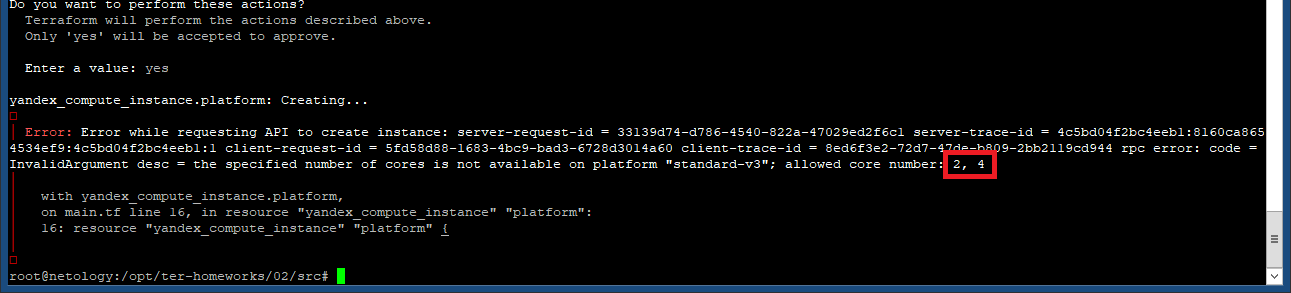 Do you want to perform these actions?
Terraform will perform the actions described above.
Only 'yes' will be accepted to approve.
Enter a value: yes
yandex_compute_instance.platform: Creating...
Error: Error while requesting API to create instance: server-request-id = 33139d74-d786-4540-822a-47029ed2f6c1 server-trace-id = 4c5bd04f2bc4eeb1:8160ca865
4534ef9:4c5bd04f2bc4eeb1:1 client-request-id = 5fd58d88-1683-4bc9-bad3-6728d3014a60 client-trace-id = 8ed6f3e2-72d7-47de-b809-2bb2119cd944 rpc error: code =
InvalidArgument desc = the specified number of cores is not available on platform "standard-v3"; allowed core number: 2, 4
with yandex_compute_instance.platform,
on main.tf line 16, in resource "yandex_compute_instance" "platform":
16: resource "yandex_compute_instance" "platform" {
root@netology:/opt/ter-homeworks/02/src#